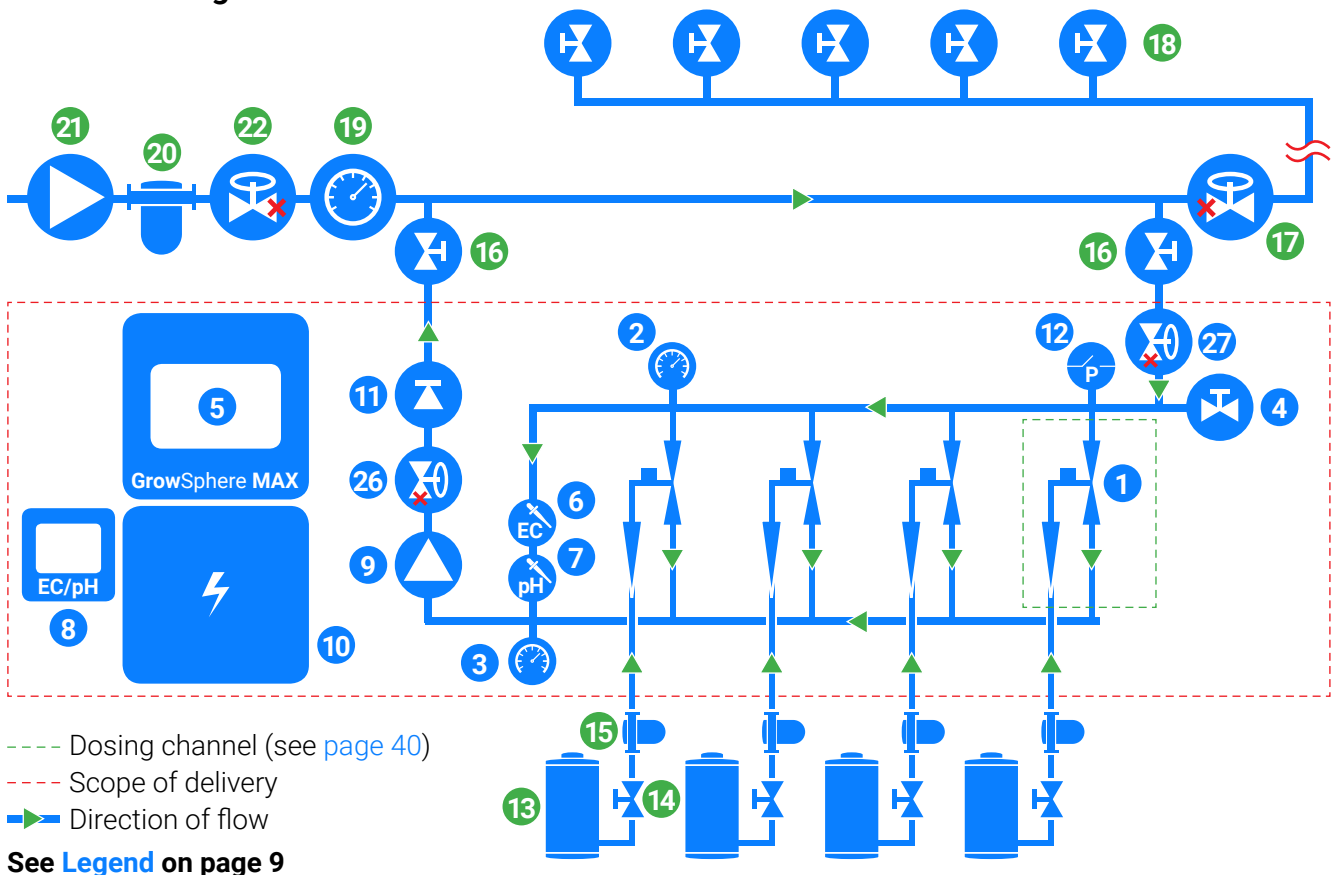 18
21
22
19
20
16
16
17
2
12
P
27
11
5
4
GrowSphere MAX
26
1
6
EC
9
7
pH
EC/pH
8
10
3
15
Dosing channel (see page 40)
Scope of delivery
13
14
Direction of flow
See Legend on page 9